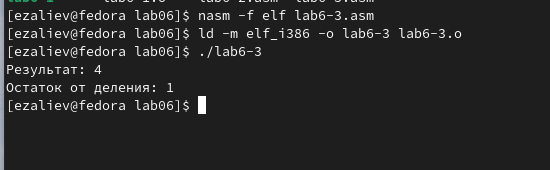 [ezaliev@fedora lab06]$ nasm -f elf lab6-3.asm
[ezaliev@fedora lab06]$ ld -m elf_i386 -o lab6-3 lab6-3.o
[ezaliev@fedora lab06]$ ./lab6-3
Результат: 4
Остаток от деления: 1
[ezaliev@fedora lab06]$